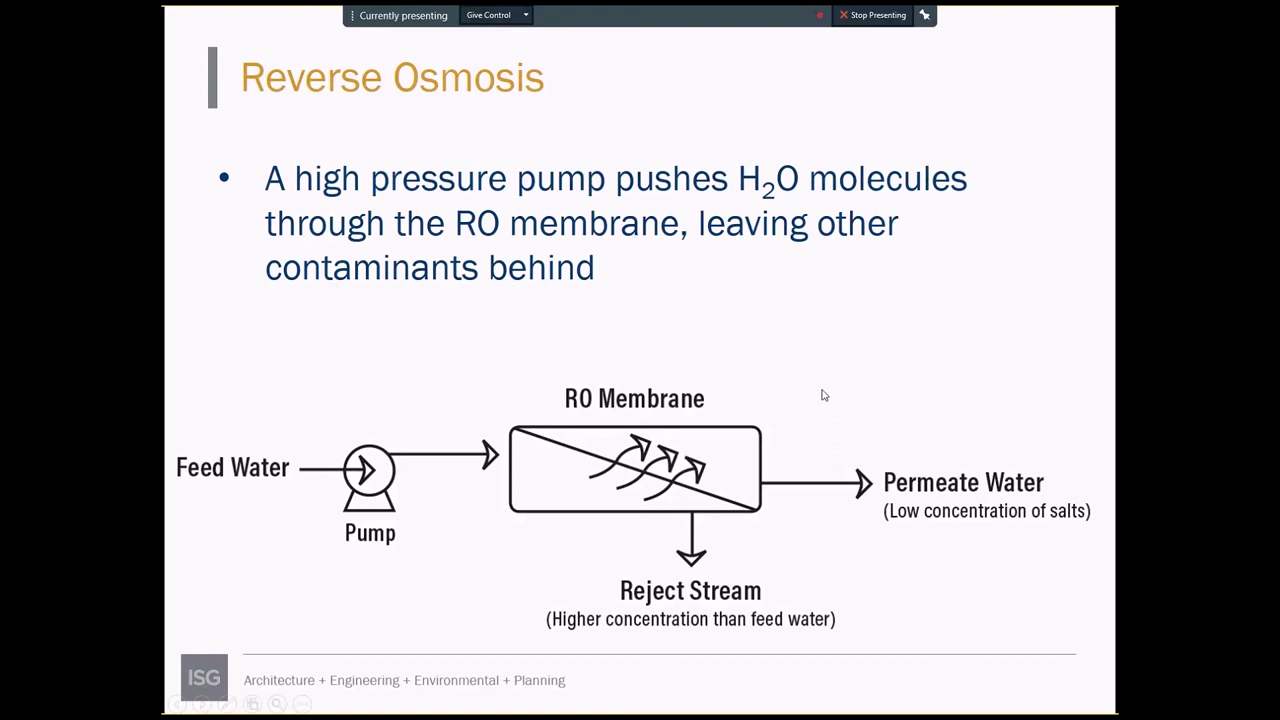 Currently presenting
Give Control
Stop Presenting
Reverse Osmosis
• A high pressure pump pushes H₂O molecules
through the RO membrane, leaving other
contaminants behind
RO Membrane
Feed Water
Pump
Permeate Water
(Low concentration of salts)
Reject Stream
(Higher concentration than feed water)
ISG
Architecture + Engineering + Environmental + Planning